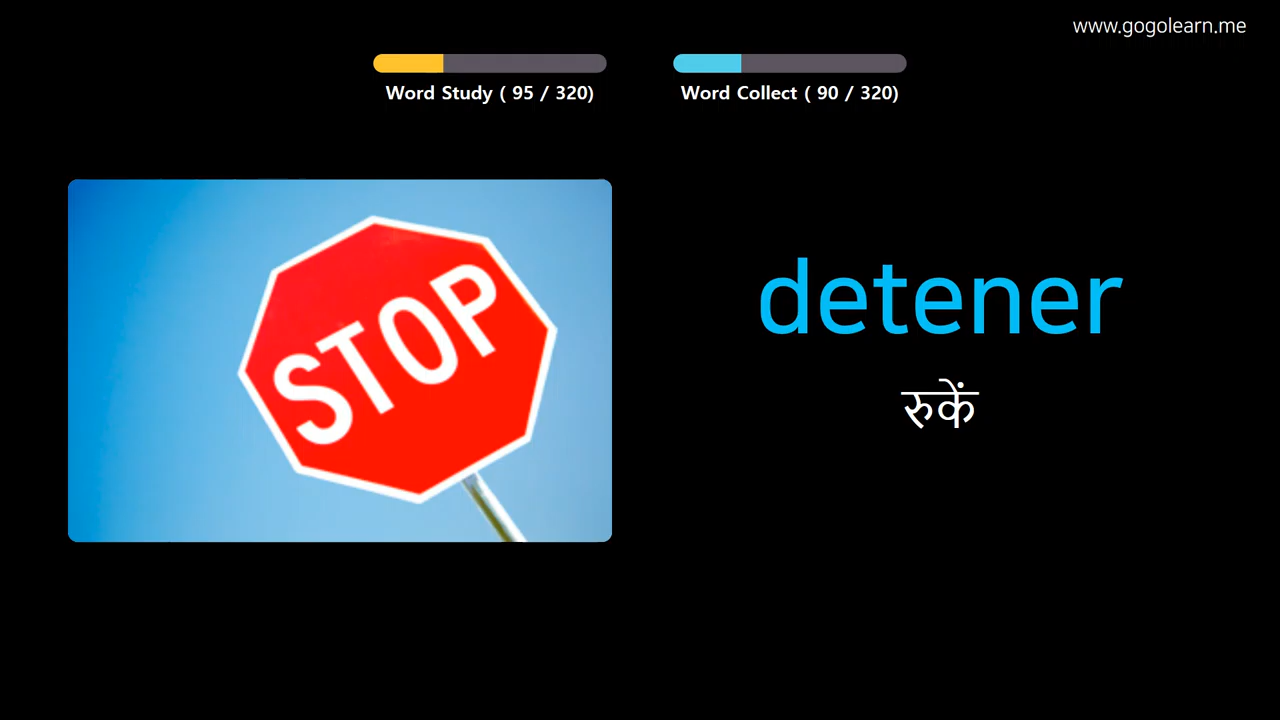 www.gogolearn.me
Word Study ( 95 / 320)
Word Collect ( 90 / 320)
STOP
detener
रुकें